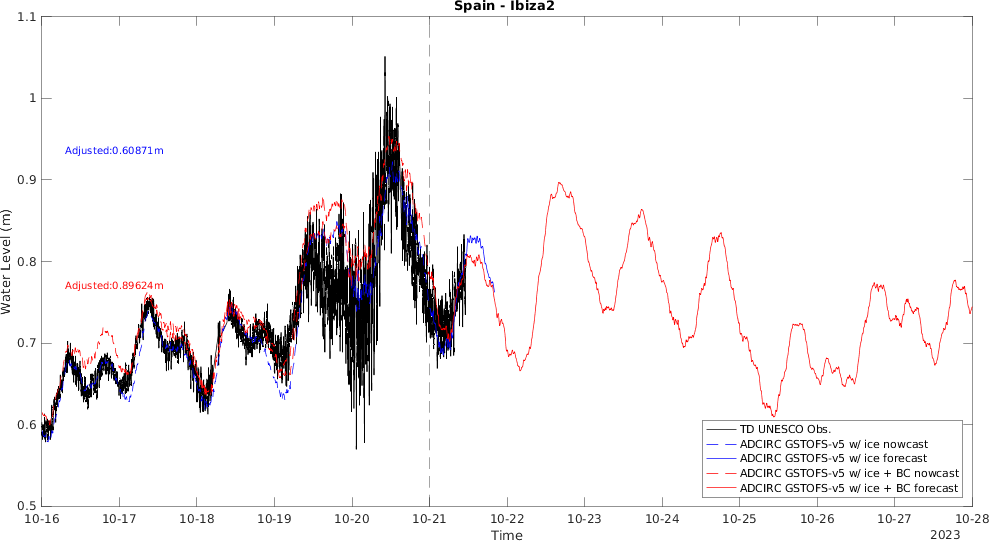 Spain - Ibiza2
1.1
1
0.9
0.8
0.7
0.6
0.5
Water Level (m)
Adjusted:0.60871m
Adjusted:0.89624m
TD UNESCO Obs.
ADCIRC GSTOFS-v5 w/ ice nowcast
ADCIRC GSTOFS-v5 w/ ice forecast
ADCIRC GSTOFS-v5 w/ ice + BC nowcast
ADCIRC GSTOFS-v5 w/ ice + BC forecast
10-16 10-17 10-18 10-19 10-20 10-21 10-22 10-23 10-24 10-25 10-26 10-27 10-28
Time
2023